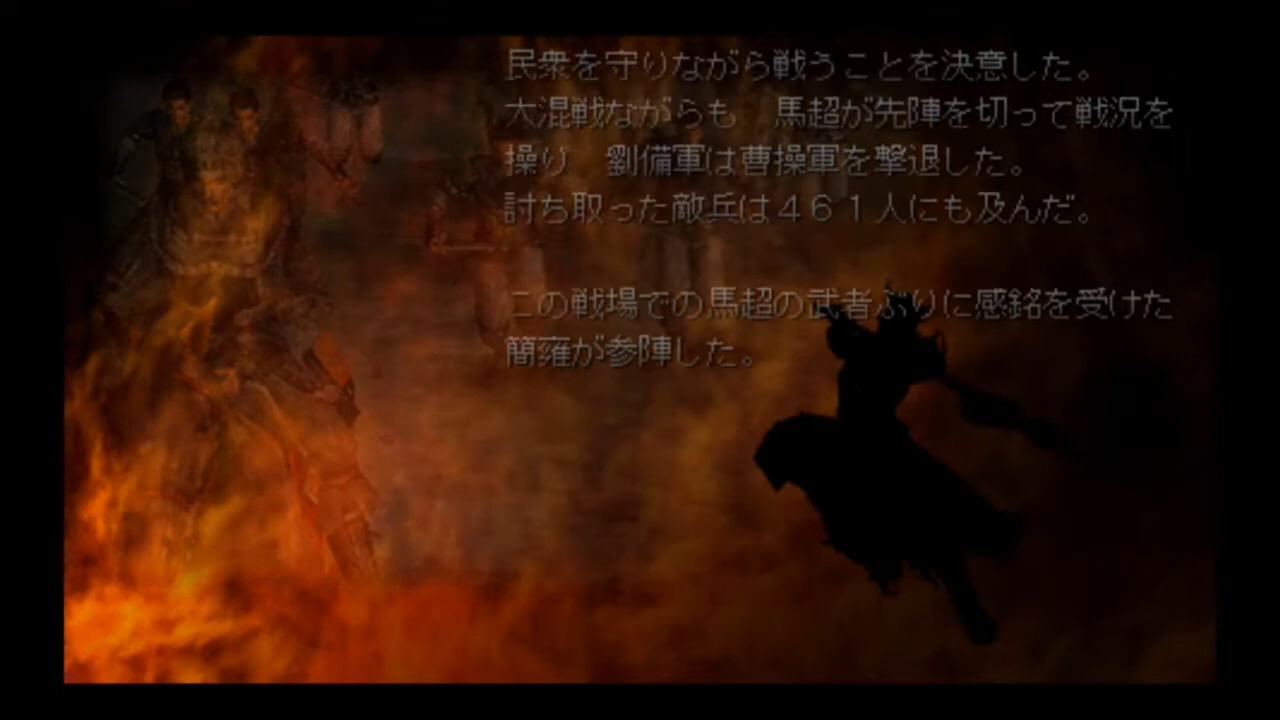 民衆を守りながら戦うことを決意した。
大混戦ながらも　馬超が先陣を切って戦況を
操り　劉備軍は曹操軍を撃退した。
討ち取った敵兵は４６１人にも及んだ。
この戦場での馬超の武者ぶりに感銘を受けた
簡雍が参陣した。